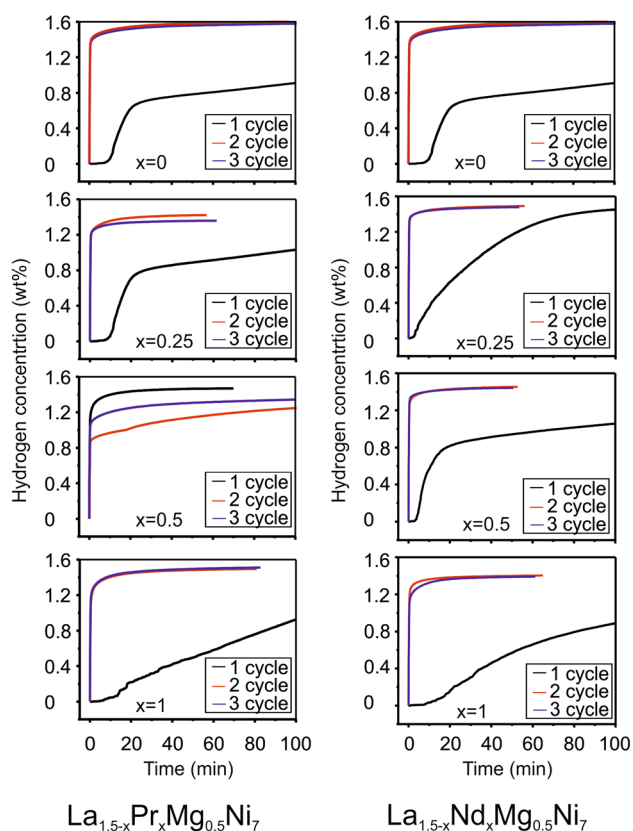 Hydrogen concentrtion (wt%)
1.6
1.2
0.8
0.4
0
1 cycle
2 cycle
3 cycle
x=0
1.6
1.2
0.8
0.4
0
1 cycle
2 cycle
3 cycle
x=0.25
1.6
1.2
0.8
0.4
0
1 cycle
2 cycle
3 cycle
x=0.5
1.6
1.2
0.8
0.4
0
1 cycle
2 cycle
3 cycle
x=1
0 20 40 60 80 100
Time (min)
La1.5-xPrxMg0.5Ni7
Hydrogen concentrtion (wt%)
1.6
1.2
0.8
0.4
0
1 cycle
2 cycle
3 cycle
x=0
1.6
1.2
0.8
0.4
0
1 cycle
2 cycle
3 cycle
x=0.25
1.6
1.2
0.8
0.4
0
1 cycle
2 cycle
3 cycle
x=0.5
1.6
1.2
0.8
0.4
0
1 cycle
2 cycle
3 cycle
x=1
0 20 40 60 80 100
Time (min)
La1.5-xNdxMg0.5Ni7